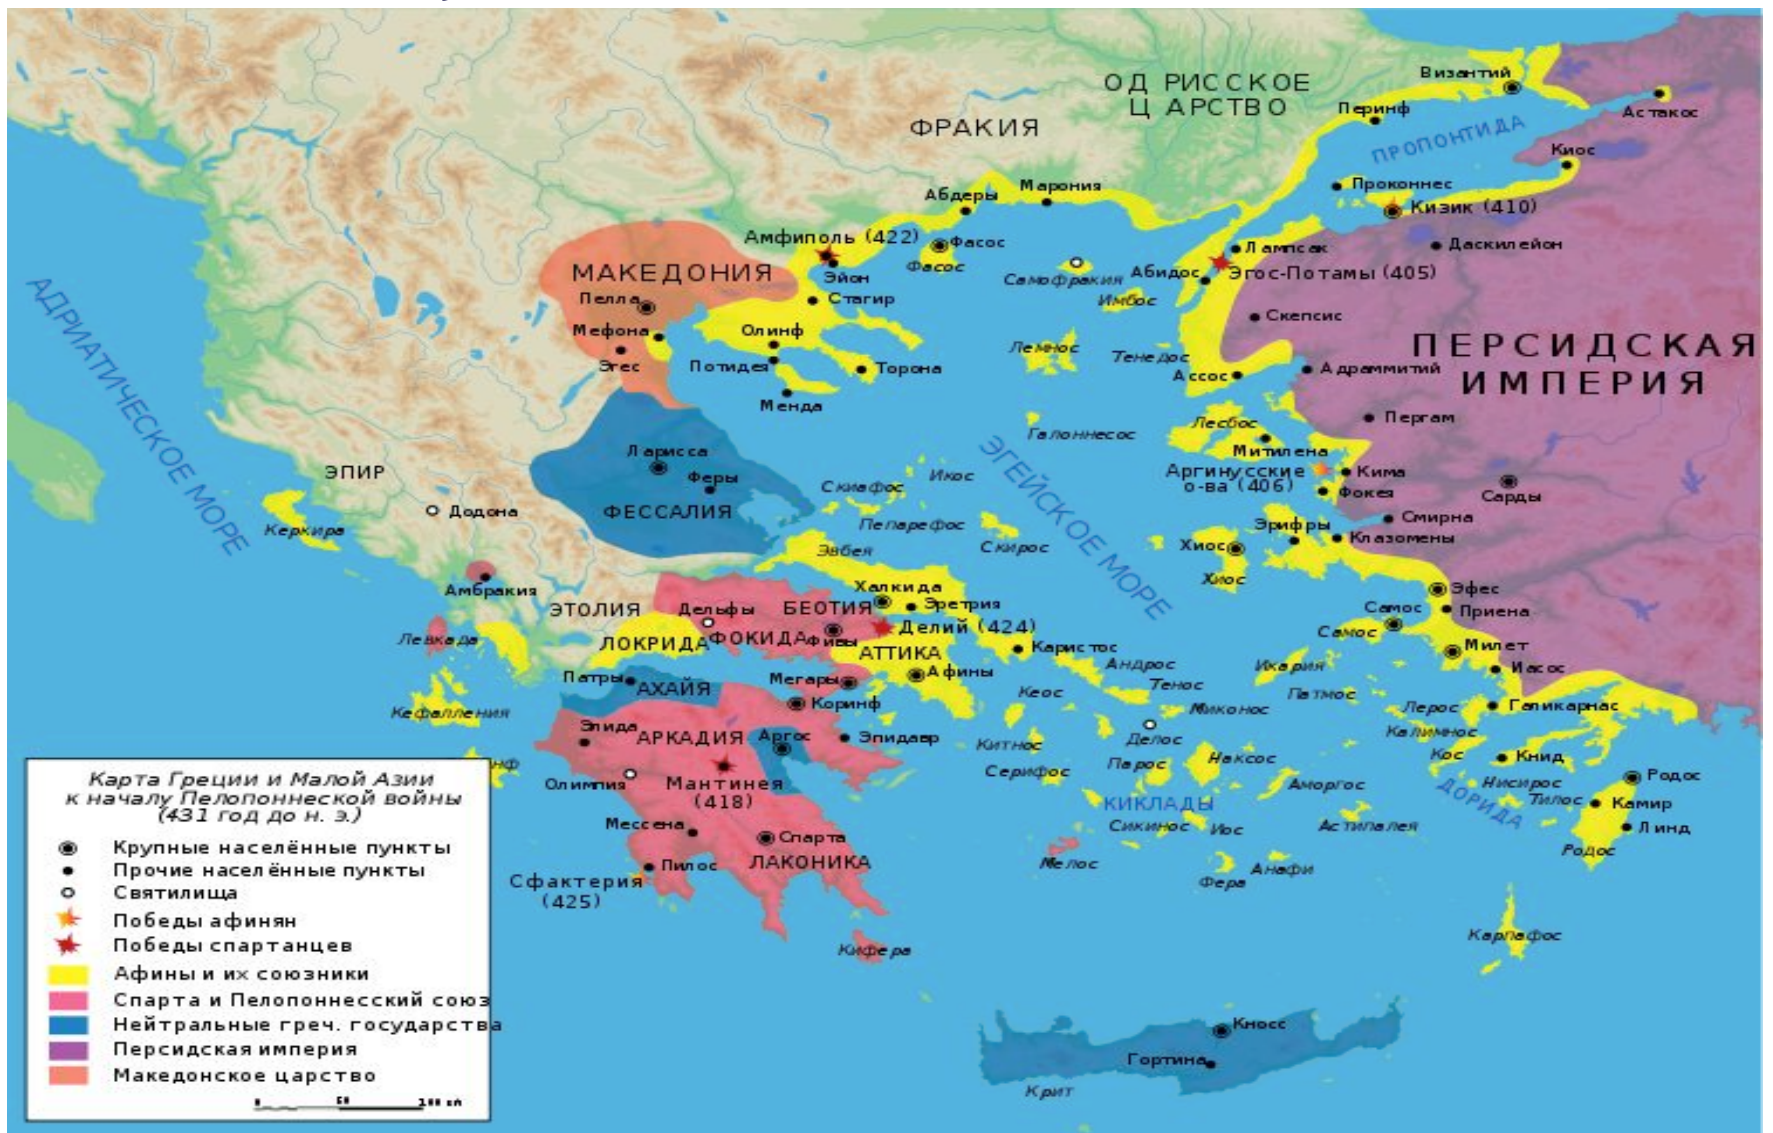 ОД РИССКОЕ
Ц АРСТВО
ФРАКИЯ
Византий
Перинф
Астакос
ПРОПОНТИДА
Киос
Проконнес
Кизик (410)
Абдеры
Марония
Амфиполь (422)
Фасос
Фасос
Эйон
Самофракия
Имбос
Лампсак
Абидос
Эгос-Потамы (405)
Даскилейон
МАКЕДОНИЯ
Пелла
Стагир
Мефона
Олинф
Эгес
Потидея
Торона
Менда
Лемнос
Тенедос
Скепсис
Ассос
Адраммитий
ПЕРСИДСКАЯ
ИМПЕРИЯ
АДРИАТИЧЕСКОЕ МОРЕ
Пергам
Лесбос
Митилена
Галоннесос
ЭГЕЙСКОЕ МОРЕ
Аргинусские
о-ва (406)
Кима
Фокея
Сарды
Смирна
Эрифры
Клазомены
Хиос
Хиос
ЭПИР
Додона
Керкира
Ларисса
Феры
ФЕССАЛИЯ
Скиафос
Икос
Пепарефос
Скирос
Эвбея
Амбракия
Левкада
ЭТОЛИЯ
Дельфы
БЕОТИЯ
Халкида
Эретрия
ЛОКРИДА
ФОКИДА
Фивы
Делий (424)
АТТИКА
Каристос
Афины
Эфес
Самос
Приена
Самос
Милет
Иасос
Икария
Патмос
Андрос
Тенос
Миконос
Кеос
Делос
Лерос
Галикарнас
Калимнос
Патры
АХАЙЯ
Мегары
Коринф
Кефалления
Элида
АРКАДИЯ
Аргос
Эпидавр
Китнос
Серифос
Парос
Наксос
Кос
Книд
Нисирос
Родос
Тилос
Камир
ДОРИДА
Линд
Родос
Олимпия
Мантинея
(418)
КИКЛАДЫ
Аморгос
Сикинос
Иос
Астипалея
Мессена
Спарта
Пилос
ЛАКОНИКА
Сфактерия
(425)
Мелос
Фера
Анафи
Кифера
Карпафос
Кносс
Гортина
Крит
нф
Карта Греции и Малой Азии
к началу Пелопоннеской войны
(431 год до н. э.)
Крупные населённые пункты
Прочие населённые пункты
Святилища
Победы афинян
Победы спартанцев
Афины и их союзники
Спарта и Пелопоннесский союз
Нейтральные греч. государства
Персидская империя
Македонское царство